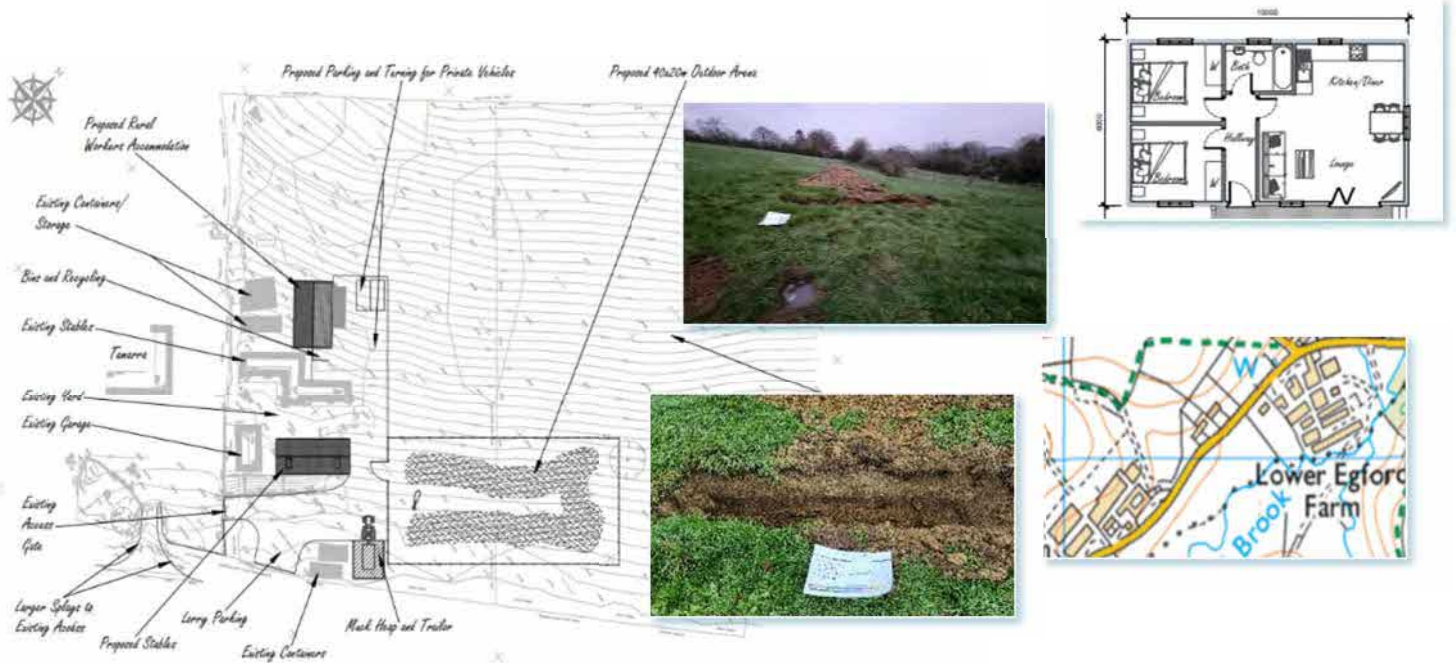 Proposed Parking and Turning for Private Vehicles
Proposed 40x20m Outdoor Arena
Proposed Rural
Workers Accommodation
Existing Containers/
Storage
Bins and Recycling
Existing Stables
Tamarra
Existing Yard
Existing Garage
Existing
Access
Gate
Larger Splays to
Existing Access
Proposed Stables
Lorry Parking
Existing Containers
Muck Heap and Trailor
Bedroom
Bath
W
Kitchen/Diner
Hallway
Bedroom
W
Lounge
W
Lower Egford
Farm
Brook